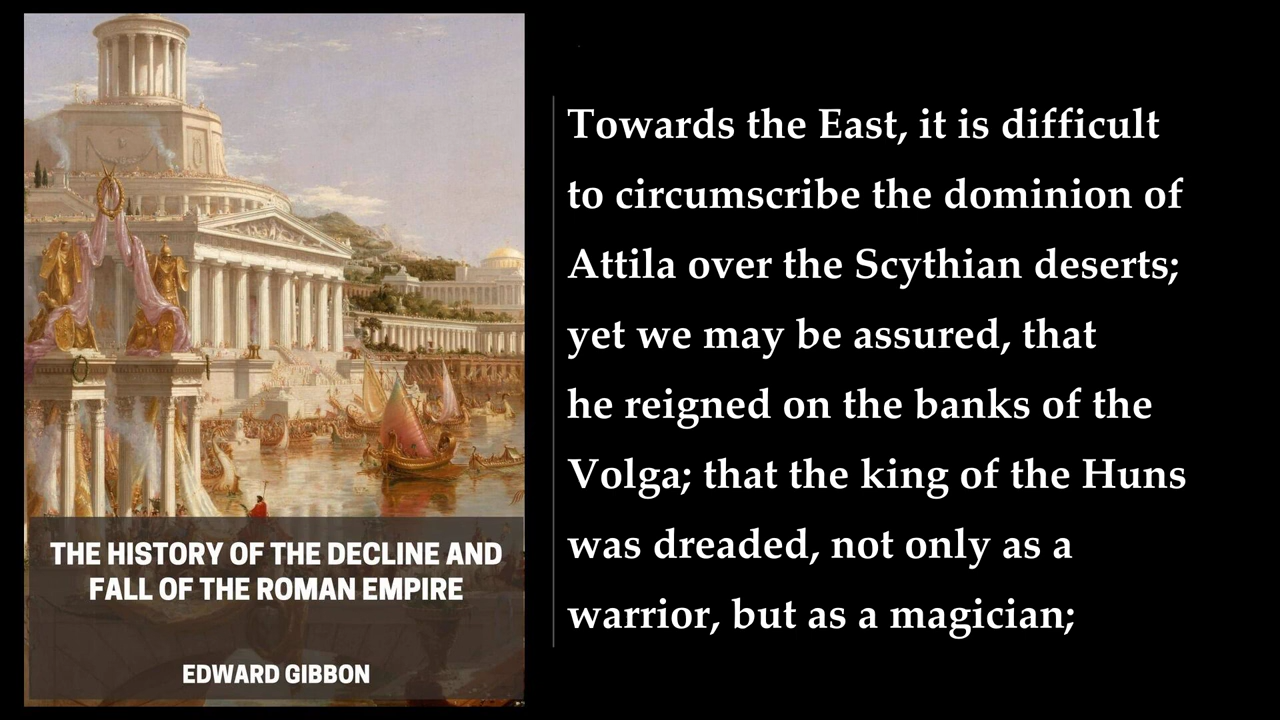 THE HISTORY OF THE DECLINE AND
FALL OF THE ROMAN EMPIRE
EDWARD GIBBON
Towards the East, it is difficult
to circumscribe the dominion of
Attila over the Scythian deserts;
yet we may be assured, that
he reigned on the banks of the
Volga; that the king of the Huns
was dreaded, not only as a
warrior, but as a magician;